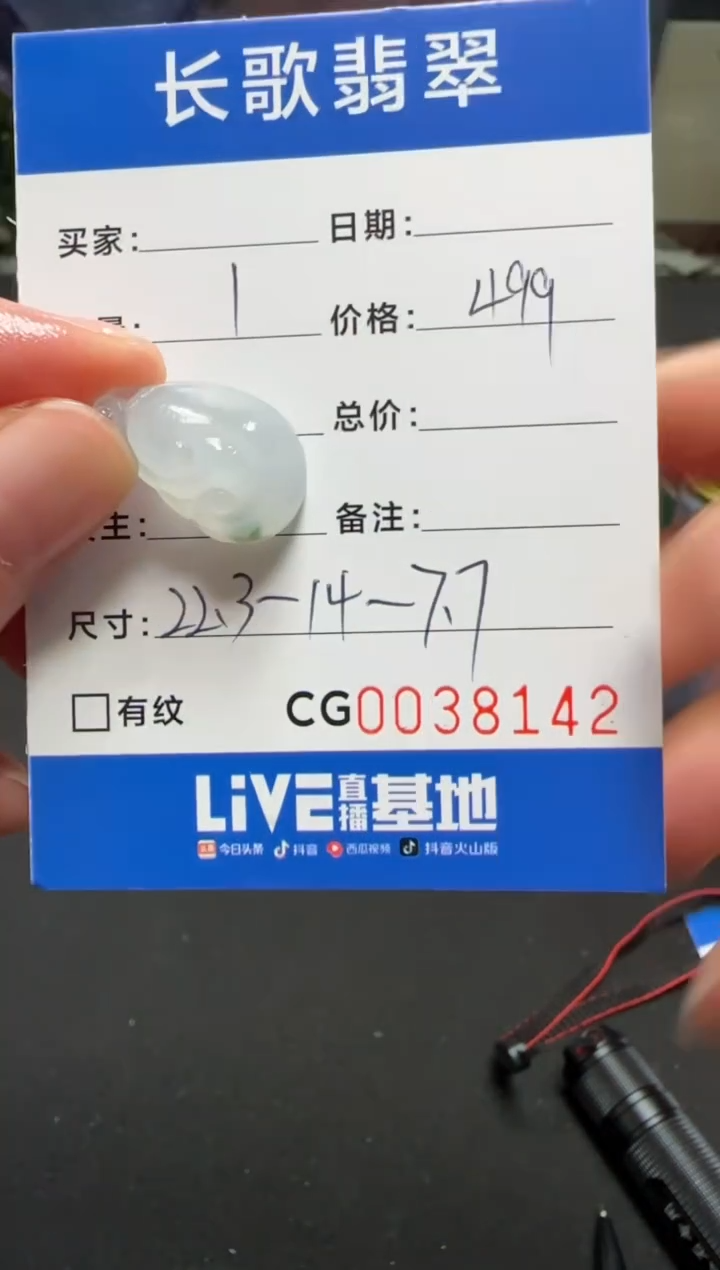 长歌翡翠
买家: 日期:
1 价格: 499
总价:
主: 备注:
尺寸: 22.3-14-7.7
□有纹 CG0038142
LiVE直播基地
今日头条 抖音 西瓜视频 抖音火山版